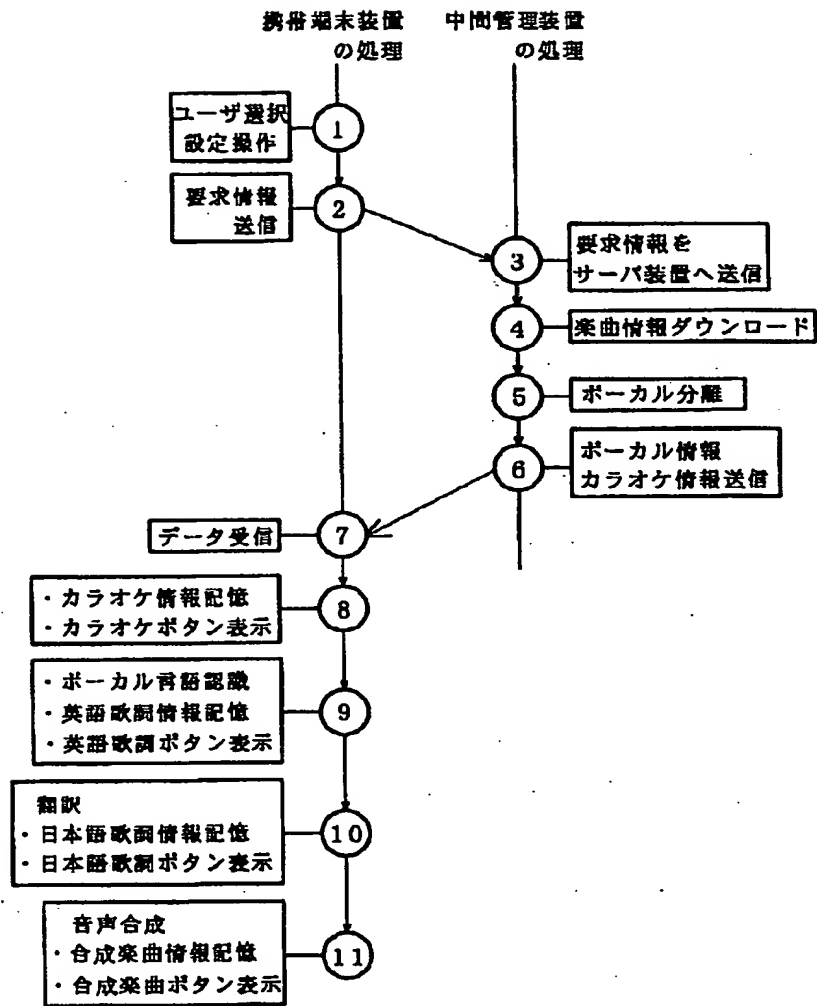 携帯端末装置
の処理
中間管理装置
の処理
ユーザ選択
設定操作
1
要求情報
送信
2
3
要求情報を
サーバ装置へ送信
4
楽曲情報ダウンロード
5
ボーカル分離
6
ボーカル情報
カラオケ情報送信
データ受信
7
・カラオケ情報記憶
・カラオケボタン表示
8
・ボーカル言語認識
・英語歌詞情報記憶
・英語歌詞ボタン表示
9
翻訳
・日本語歌詞情報記憶
・日本語歌詞ボタン表示
10
音声合成
・合成楽曲情報記憶
・合成楽曲ボタン表示
11